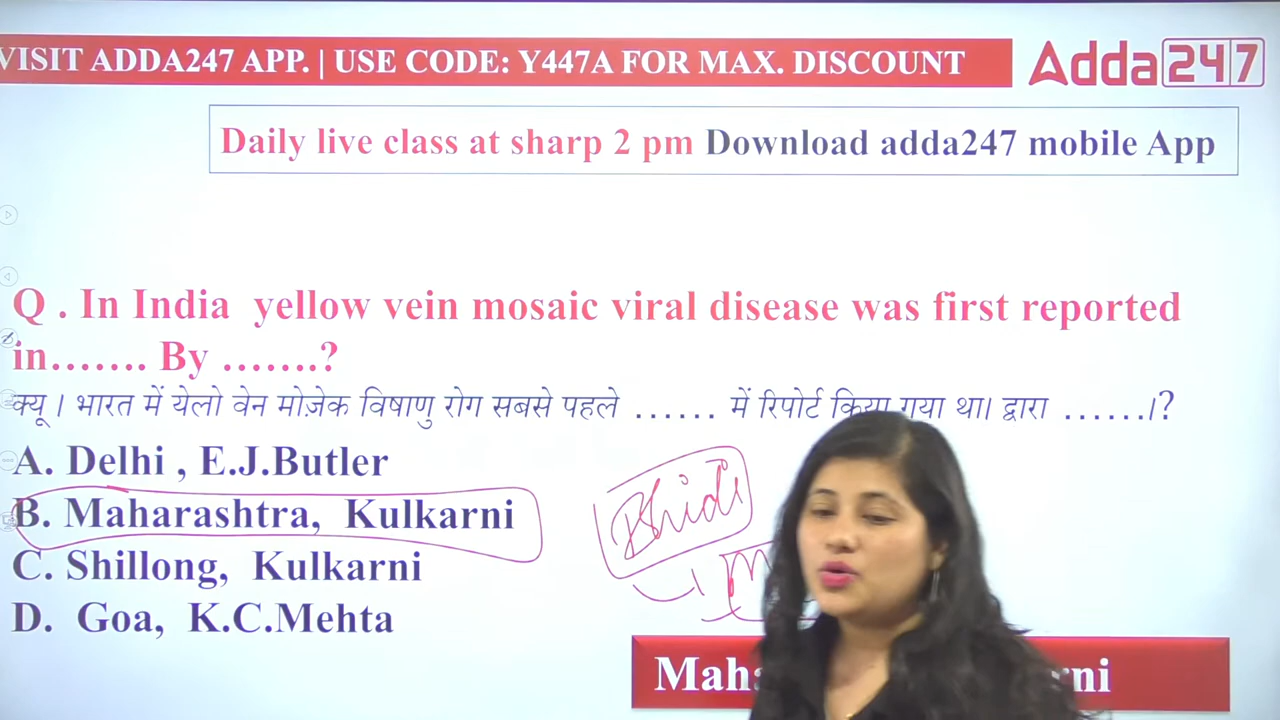 VISIT ADDA247 APP. | USE CODE: Y447A FOR MAX. DISCOUNT
Adda247
Daily live class at sharp 2 pm Download adda247 mobile App
Q . In India yellow vein mosaic viral disease was first reported
in....... By .......?
क्यू । भारत में येलो वेन मोज़ेक विषाणु रोग सबसे पहले ...... में रिपोर्ट किया गया था। द्वारा ......।?
A. Delhi , E.J.Butler
B. Maharashtra, Kulkarni
C. Shillong, Kulkarni
D. Goa, K.C.Mehta
Bhindi